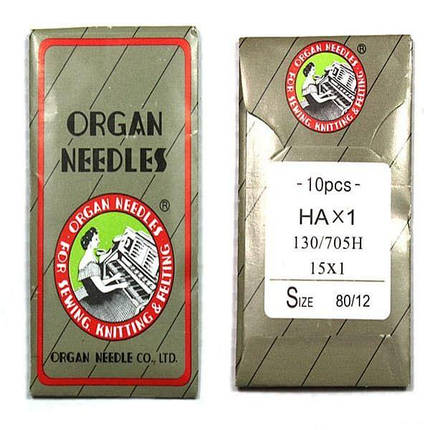 ORGAN
NEEDLES
®
ORGAN NEEDLES
FOR SEWING, KNITTING & FELTING
ORGAN NEEDLE CO., LTD.
ORGAN NEEDLES
®
FOR SEWING, KNITTING & FELTING
-10pcs-
HA×1
130/705H
15X1
SIZE 80/12